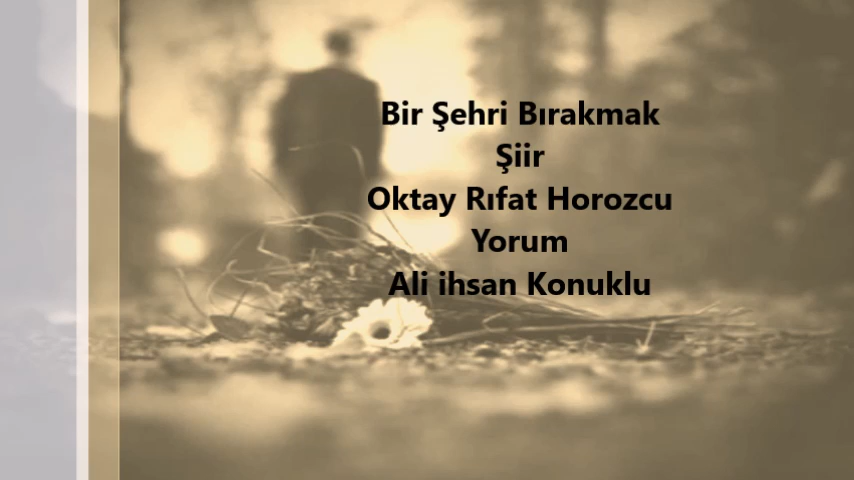 Bir Şehri Bırakmak
Şiir
Oktay Rıfat Horozcu
Yorum
Ali ihsan Konuklu